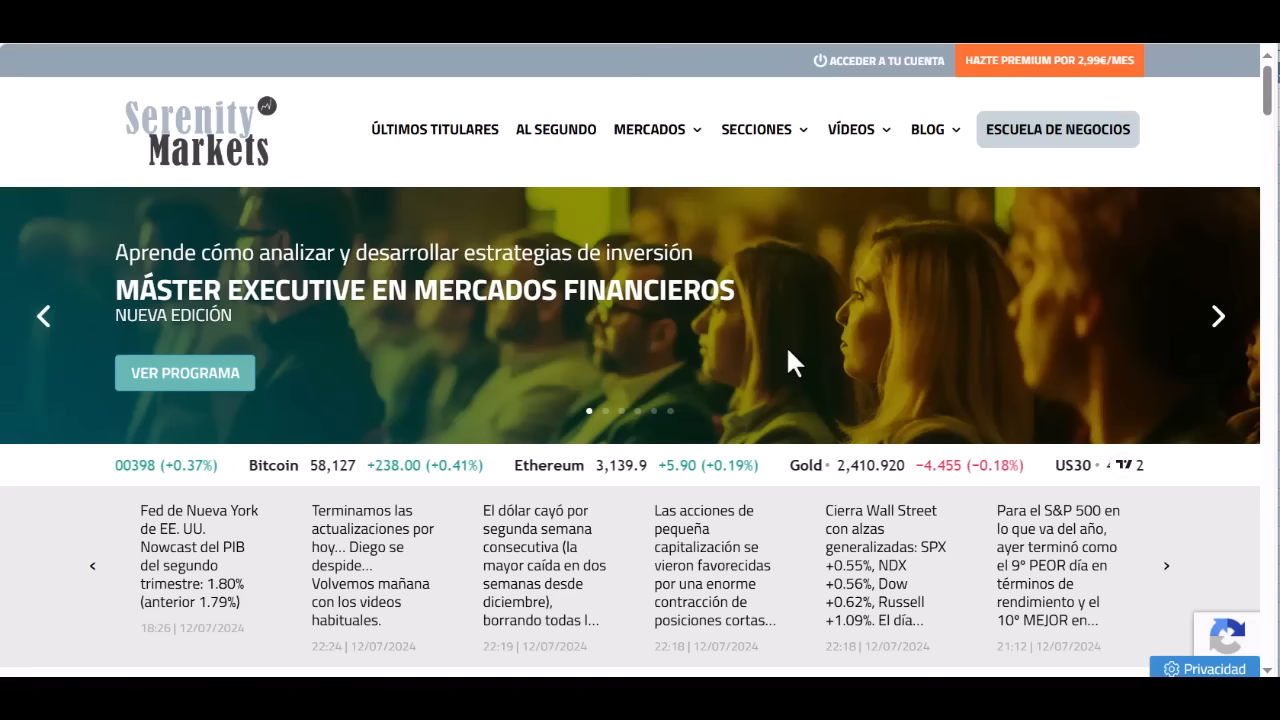 ACCEDER A TU CUENTA
HAZTE PREMIUM POR 2,99€/MES
Serenity
Markets
ÚLTIMOS TITULARES
AL SEGUNDO
MERCADOS
SECCIONES
VÍDEOS
BLOG
ESCUELA DE NEGOCIOS
Aprende cómo analizar y desarrollar estrategias de inversión
MÁSTER EXECUTIVE EN MERCADOS FINANCIEROS
NUEVA EDICIÓN
VER PROGRAMA
00398 (+0.37%) Bitcoin 58,127 +238.00 (+0.41%) Ethereum 3,139.9 +5.90 (+0.19%) Gold 2,410.920 −4.455 (−0.18%) US30 2
Fed de Nueva York
de EE. UU.
Nowcast del PIB
del segundo
trimestre: 1.80%
(anterior 1.79%)
18:26 | 12/07/2024
Terminamos las
actualizaciones por
hoy... Diego se
despide...
Volvemos mañana
con los videos
habituales.
22:24 | 12/07/2024
El dólar cayó por
segunda semana
consecutiva (la
mayor caída en dos
semanas desde
diciembre),
borrando todas l...
22:19 | 12/07/2024
Las acciones de
pequeña
capitalización se
vieron favorecidas
por una enorme
contracción de
posiciones cortas...
22:18 | 12/07/2024
Cierra Wall Street
con alzas
generalizadas: SPX
+0.55%, NDX
+0.56%, Dow
+0.62%, Russell
+1.09%. El día...
22:18 | 12/07/2024
Para el S&P 500 en
lo que va del año,
ayer terminó como
el 9º PEOR día en
términos de
rendimiento y el
10º MEJOR en...
21:12 | 12/07/2024
Privacidad